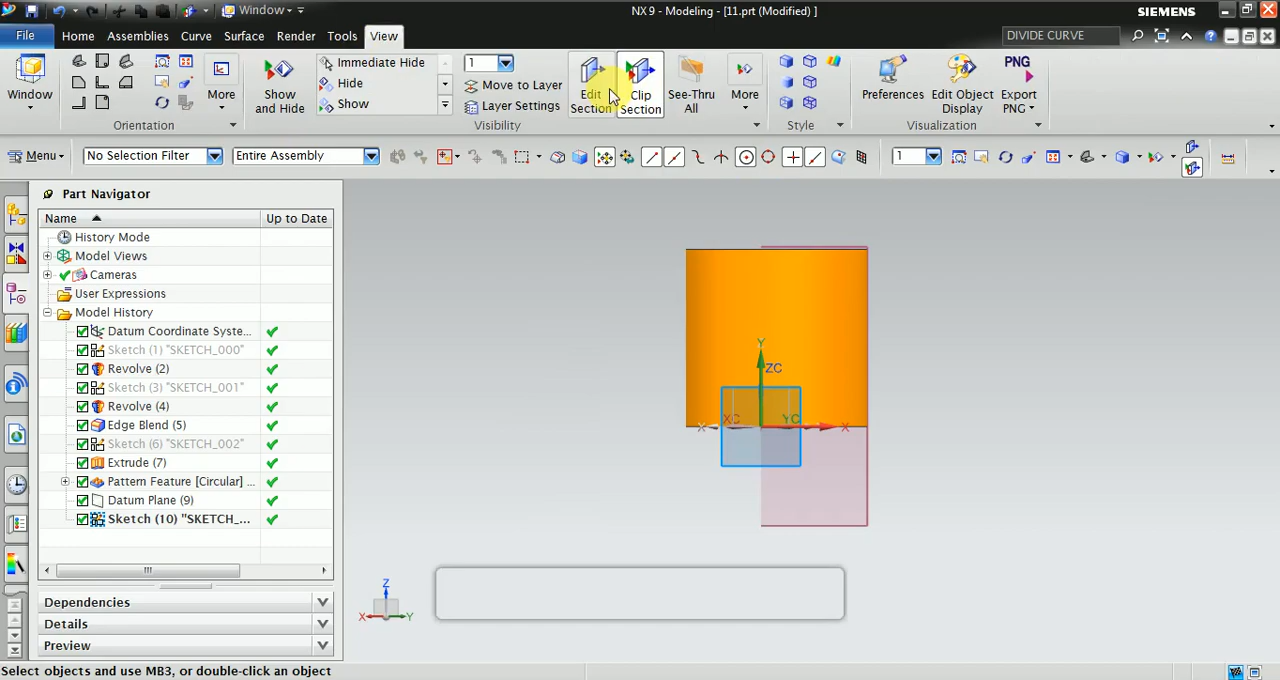 Window
NX 9 - Modeling - [11.prt (Modified) ]
SIEMENS
File
Home
Assemblies
Curve
Surface
Render
Tools
View
DIVIDE CURVE
Window
More
Orientation
Show and Hide
Immediate Hide
Hide
Show
1
Move to Layer
Layer Settings
Visibility
Edit Section
Clip Section
See-Thru All
More
Style
Preferences
Edit Object Display
PNG
Export PNG
Visualization
Menu
No Selection Filter
Entire Assembly
1
Part Navigator
Name
Up to Date
History Mode
Model Views
Cameras
User Expressions
Model History
Datum Coordinate Syste...
Sketch (1) "SKETCH_000"
Revolve (2)
Sketch (3) "SKETCH_001"
Revolve (4)
Edge Blend (5)
Sketch (6) "SKETCH_002"
Extrude (7)
Pattern Feature [Circular] ...
Datum Plane (9)
Sketch (10) "SKETCH_...
Dependencies
Details
Preview
Y
ZC
XC
YC
X
X
Z
X
Y
Select objects and use MB3, or double-click an object